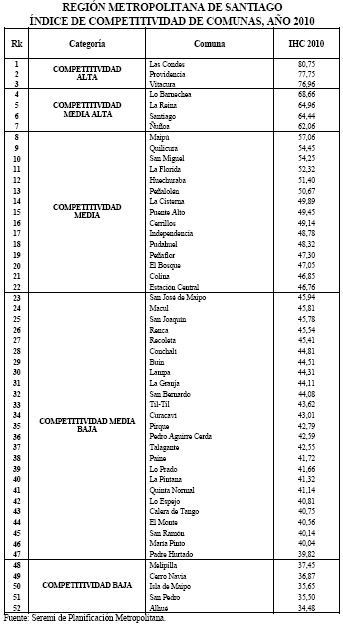 REGIÓN METROPOLITANA DE SANTIAGO
ÍNDICE DE COMPETITIVIDAD DE COMUNAS, AÑO 2010
Rk Categoría Comuna IHC 2010
COMPETITIVIDAD ALTA
1 Las Condes 80,75
2 Providencia 77,75
3 Vitacura 76,96
COMPETITIVIDAD MEDIA ALTA
4 Lo Barnechea 68,66
5 La Reina 64,96
6 Santiago 64,44
7 Ñuñoa 62,06
COMPETITIVIDAD MEDIA
8 Maipú 57,06
9 Quilicura 54,45
10 San Miguel 54,25
11 La Florida 52,32
12 Huechuraba 51,40
13 Peñalolén 50,67
14 La Cisterna 49,89
15 Puente Alto 49,45
16 Cerrillos 49,14
17 Independencia 48,78
18 Pudahuel 48,32
19 Peñaflor 47,30
20 El Bosque 47,05
21 Colina 46,85
22 Estación Central 46,76
COMPETITIVIDAD MEDIA BAJA
23 San José de Maipo 45,94
24 Macul 45,81
25 San Joaquín 45,78
26 Renca 45,54
27 Recoleta 45,41
28 Conchalí 44,81
29 Buin 44,51
30 Lampa 44,31
31 La Granja 44,11
32 San Bernardo 44,08
33 Til-Til 43,62
34 Curacaví 43,01
35 Pirque 42,79
36 Pedro Aguirre Cerda 42,59
37 Talagante 42,55
38 Paine 41,72
39 Lo Prado 41,66
40 La Pintana 41,32
41 Quinta Normal 41,14
42 Lo Espejo 40,81
43 Calera de Tango 40,75
44 El Monte 40,56
45 San Ramón 40,14
46 María Pinto 40,04
47 Padre Hurtado 39,82
COMPETITIVIDAD BAJA
48 Melipilla 37,45
49 Cerro Navia 36,87
50 Isla de Maipo 35,65
51 San Pedro 35,50
52 Alhué 34,48
Fuente: Seremi de Planificación Metropolitana.